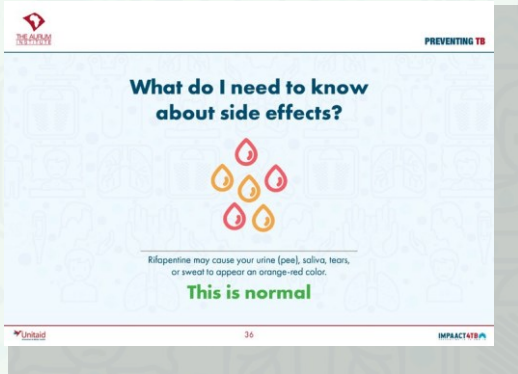 THE AURUM
INSTITUTE
PREVENTING TB
What do I need to know
about side effects?
Rifapentine may cause your urine (pee), saliva, tears,
or sweat to appear an orange-red color.
This is normal
Unitaid
36
IMPAACT4TB